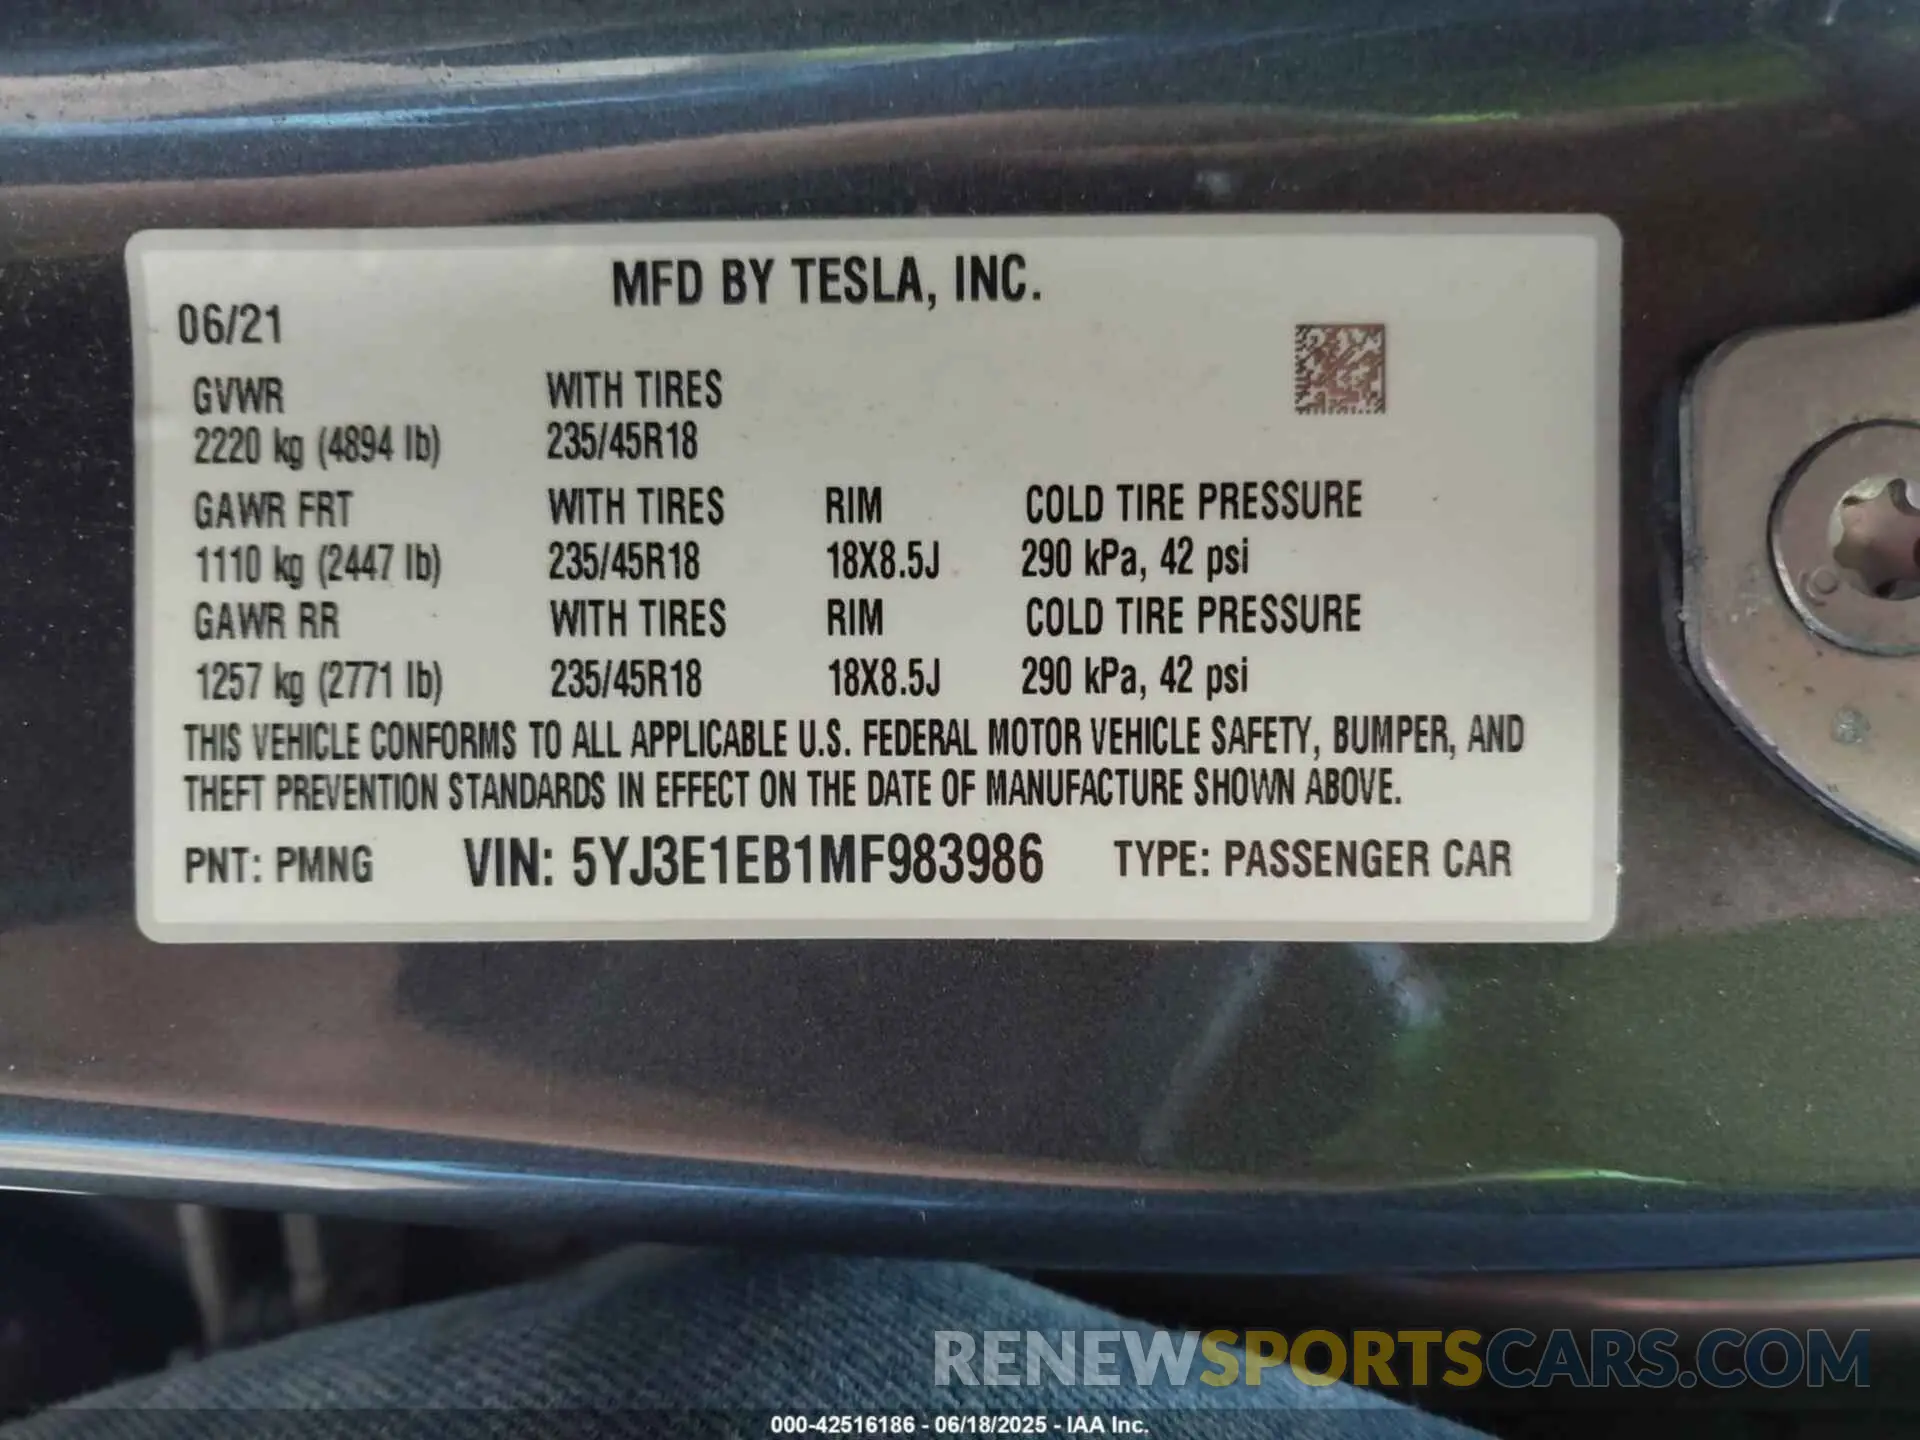 MFD BY TESLA, INC.
06/21
GVWR WITH TIRES
2220 kg (4894 lb) 235/45R18
GAWR FRT WITH TIRES RIM COLD TIRE PRESSURE
1110 kg (2447 lb) 235/45R18 18X8.5J 290 kPa, 42 psi
GAWR RR WITH TIRES RIM COLD TIRE PRESSURE
1257 kg (2771 lb) 235/45R18 18X8.5J 290 kPa, 42 psi
THIS VEHICLE CONFORMS TO ALL APPLICABLE U.S. FEDERAL MOTOR VEHICLE SAFETY, BUMPER, AND
THEFT PREVENTION STANDARDS IN EFFECT ON THE DATE OF MANUFACTURE SHOWN ABOVE.
PNT: PMNG VIN: 5YJ3E1EB1MF983986 TYPE: PASSENGER CAR
RENEWSPORTSCARS.COM
000-42516186 - 06/18/2025 - IAA Inc.